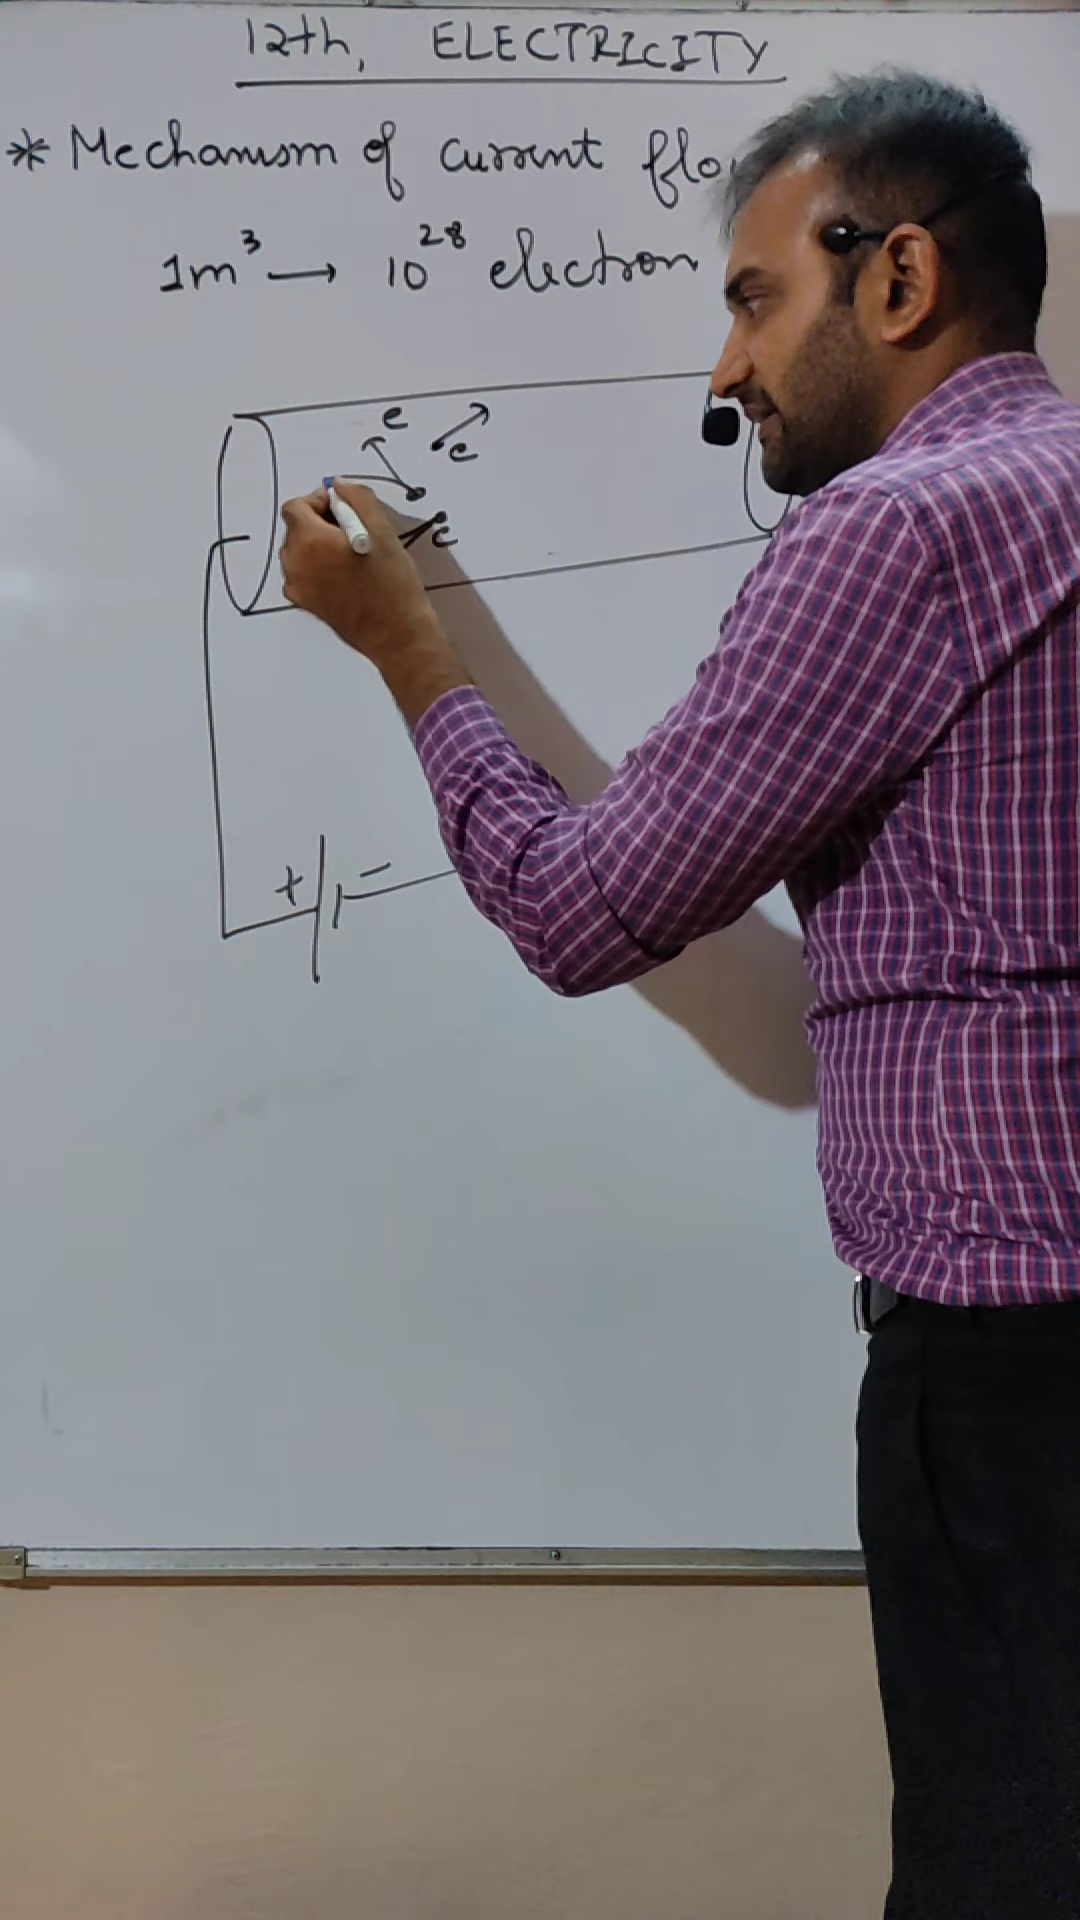 12th, ELECTRICITY
* Mechanism of current flo
1m³ → 10²⁸ electron
e
e
e
+ −